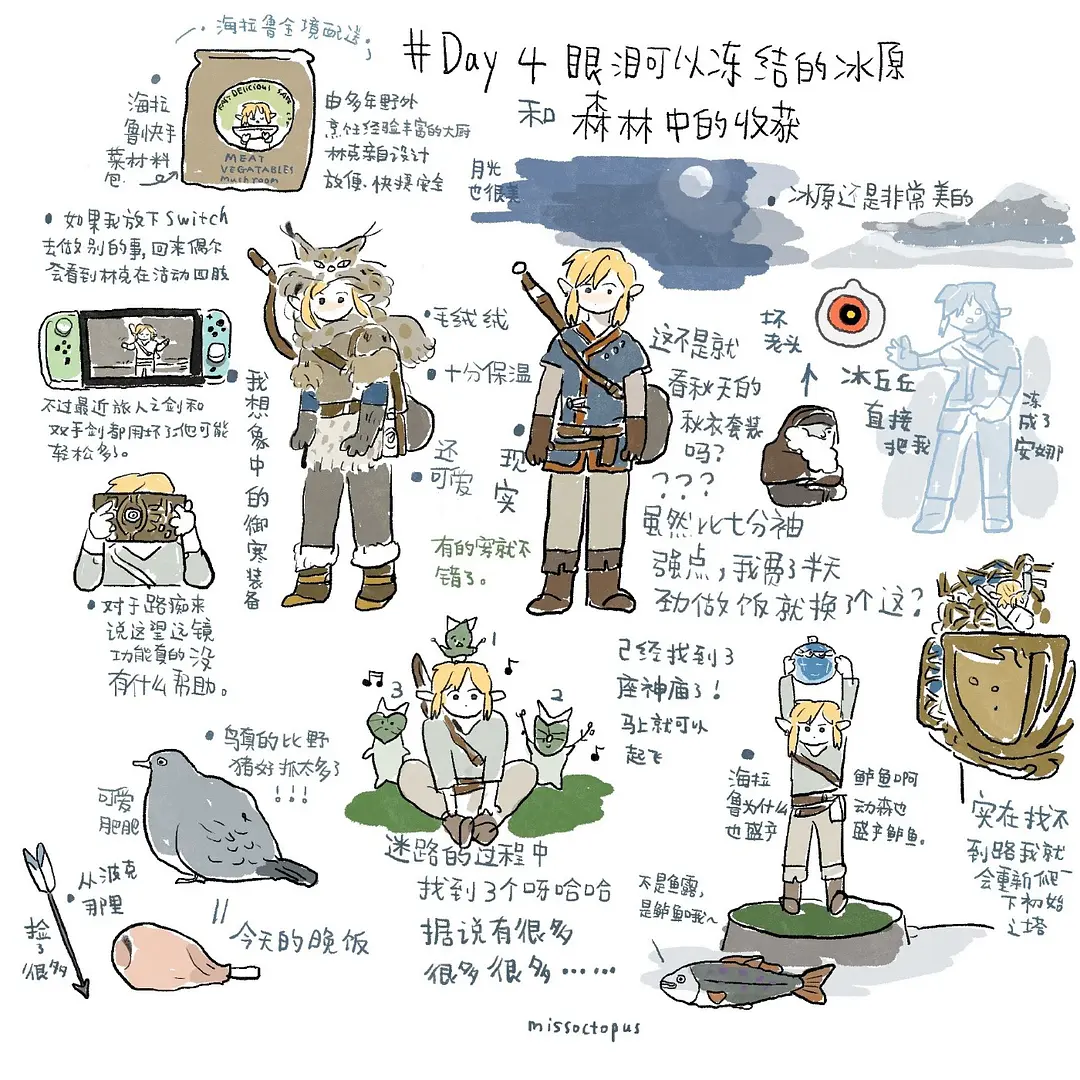 海拉鲁全境配送
#Day 4 眼泪可以冻结的冰原
和 森林中的收获
海拉
鲁快手
菜材料
包
DELICIOUS
MEAT
VEGATABLES
Mushroom
由多年野外
烹饪经验丰富的大厨
林克亲自设计
放便、快捷安全
月光
也很美
冰原还是非常美的
如果我放下Switch
去做别的事,回来偶尔
会看到林克在活动四肢
不过最近旅人之剑和
双手剑都用坏了,他可能
轻松多了。
我想象中的御寒装备
毛绒绒
十分保温
还
可爱
现
实
有的穿就不
错了。
这不是就
春秋天的
秋衣套装
吗?
???
虽然比七分袖
强点,我费了半天
劲做饭就换了个这?
坏
老头
冰丘丘
直接
把我
冻
成了
安娜
对于路痴来
说这望远镜
功能真的没
有什么帮助。
1
2
3
迷路的过程中
找到3个呀哈哈
据说有很多
很多很多……
已经找到了3
座神庙了!
马上就可以
起飞
鸟真的比野
猪好抓太多了
!!!
可爱
肥肥
从波克
那里
捡
了
很多
今天的晚饭
海拉
鲁为什么
也盛产
鲈鱼啊
动森也
盛产鲈鱼。
不是鱼露,
是鲈鱼哦~
实在找不
到路我就
会重新爬一
下初始
之塔
missoctopus